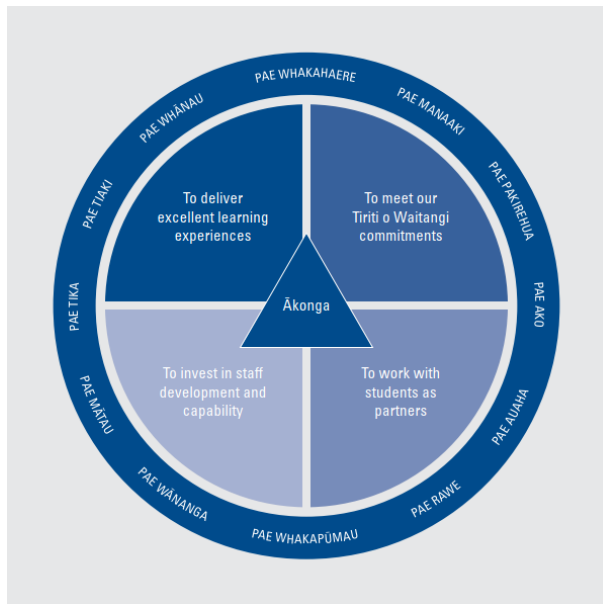 PAE WHAKAHAERE
PAE MANAAKI
PAE PAKIREHUA
PAE AKO
PAE AUAHA
PAE RAWE
PAE WHAKAPŪMAU
PAE WĀNANGA
PAE MĀTAU
PAE TIKA
PAE TIAKI
PAE WHĀNAU
To deliver
excellent learning
experiences
To meet our
Tiriti o Waitangi
commitments
Ākonga
To invest in staff
development and
capability
To work with
students as
partners